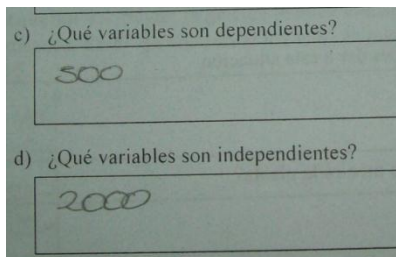 c) ¿Qué variables son dependientes?
500
d) ¿Qué variables son independientes?
2000